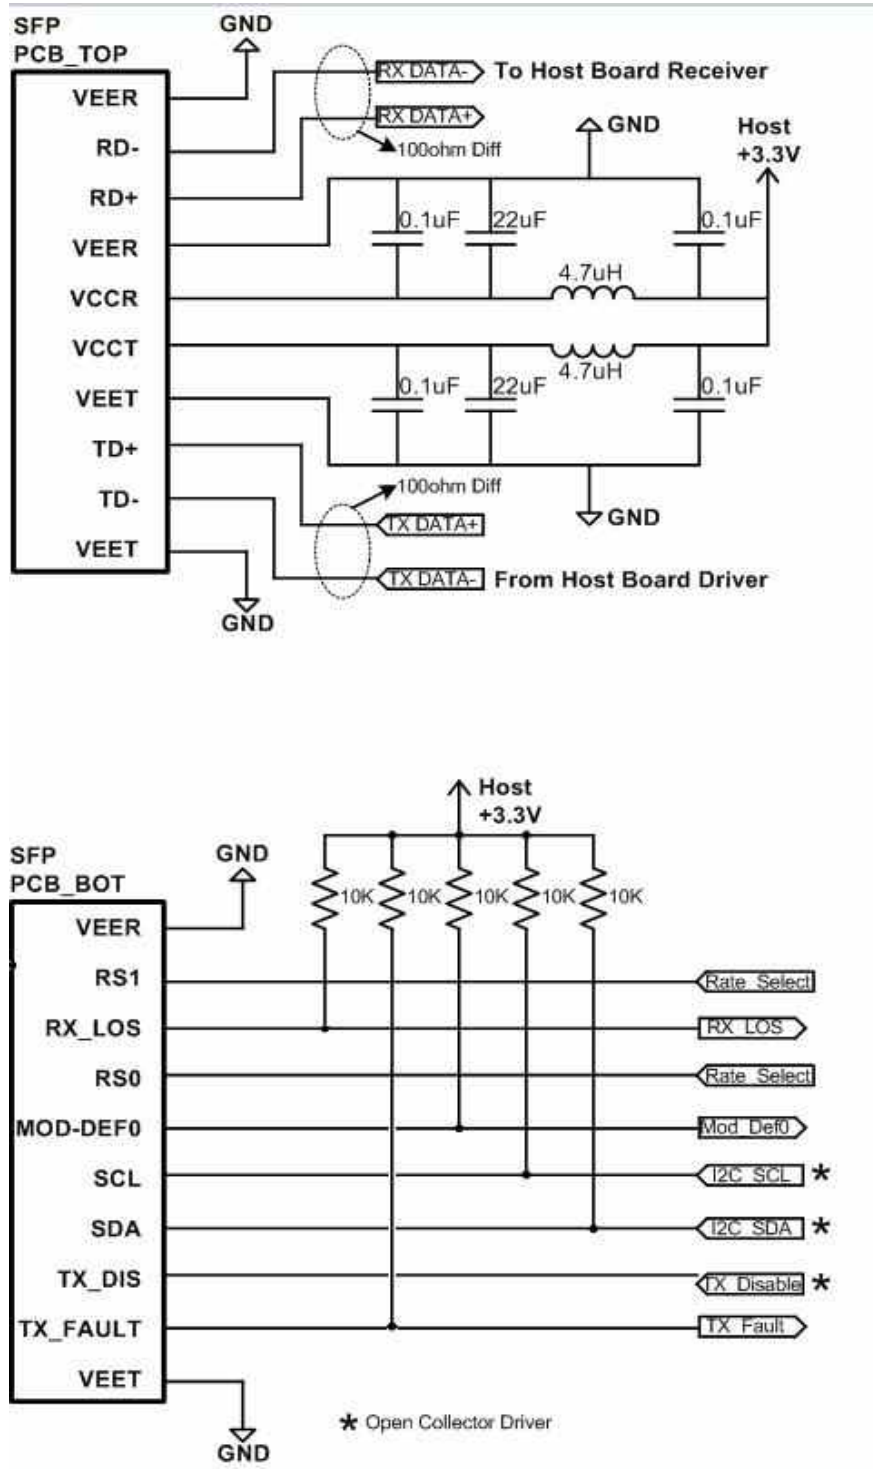 SFP
PCB_TOP
GND
VEER
RD-
RD+
VEER
VCCR
VCCT
VEET
TD+
TD-
VEET
GND
RX DATA-
To Host Board Receiver
RX DATA+
100ohm Diff
GND
Host
+3.3V
0.1uF
22uF
0.1uF
4.7uH
4.7uH
0.1uF
22uF
0.1uF
100ohm Diff
TX DATA+
GND
TX DATA-
From Host Board Driver
Host
+3.3V
SFP
PCB_BOT
GND
10K
10K
10K
10K
10K
VEER
RS1
Rate_Select
RX_LOS
RX_LOS
RS0
Rate_Select
MOD-DEF0
Mod_Def0
SCL
I2C_SCL *
SDA
I2C_SDA *
TX_DIS
TX_Disable *
TX_FAULT
TX_Fault
VEET
GND
* Open Collector Driver